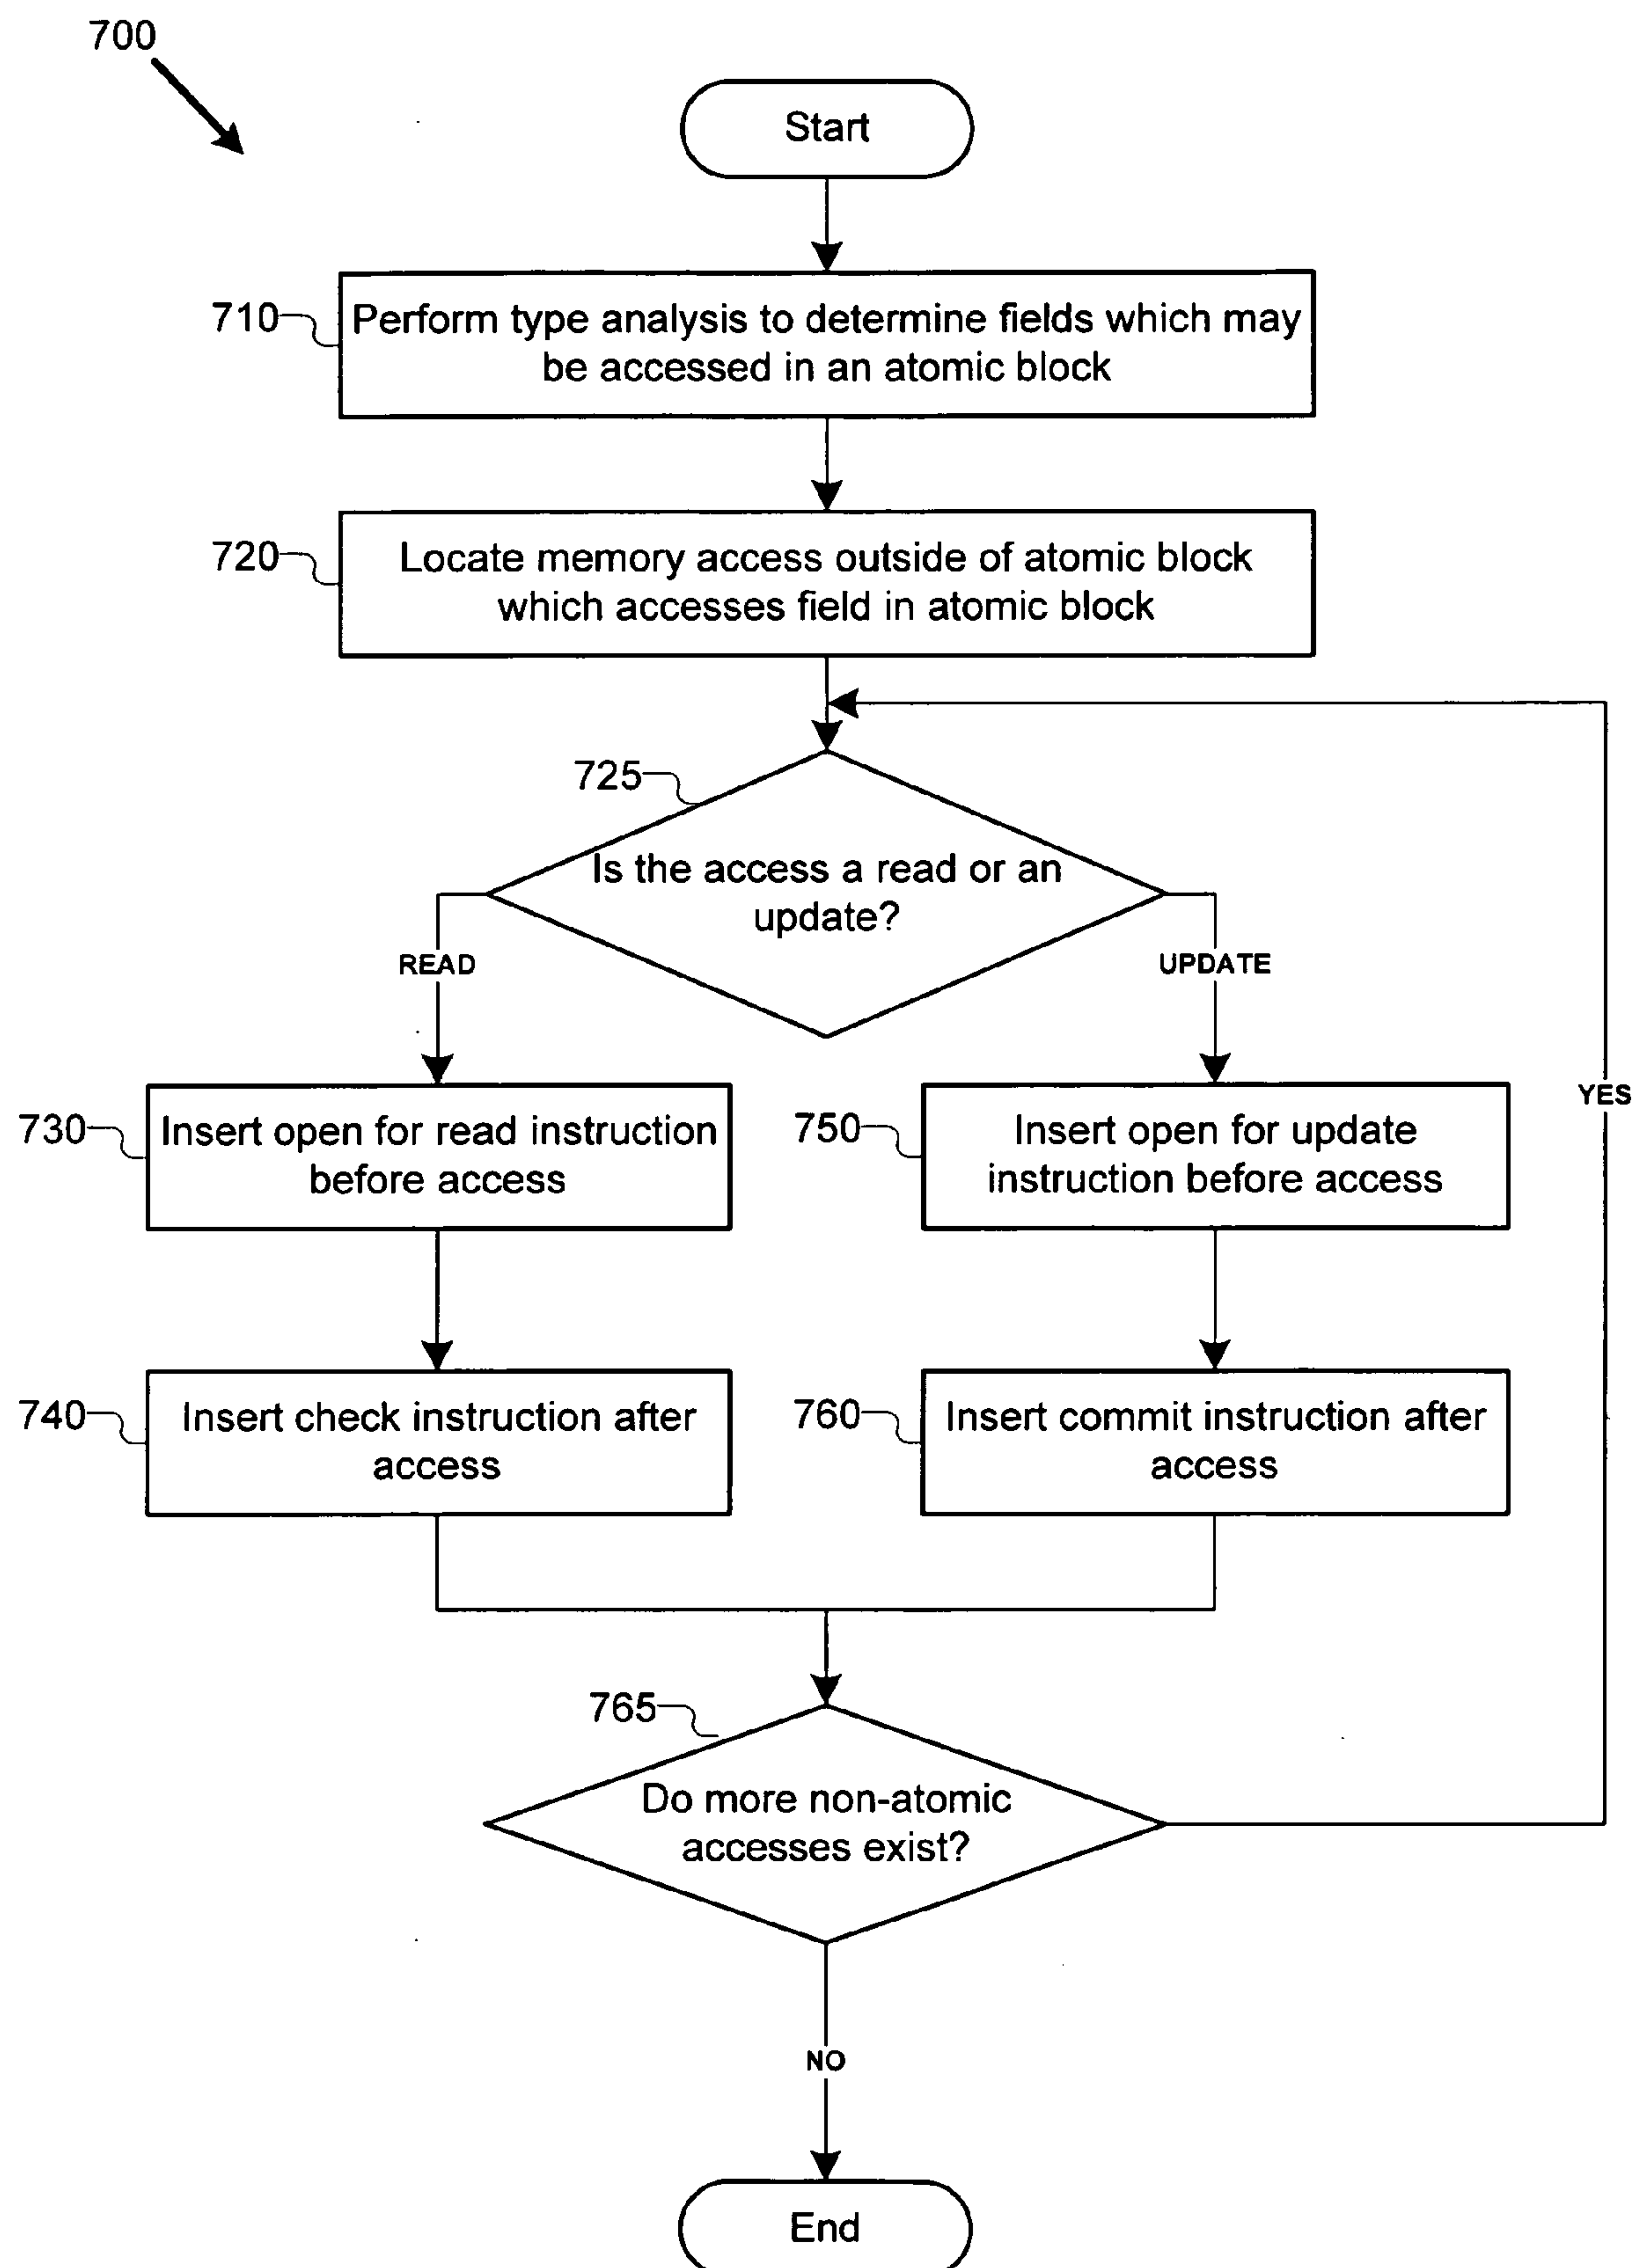 700
Start
710
Perform type analysis to determine fields which may
be accessed in an atomic block
720
Locate memory access outside of atomic block
which accesses field in atomic block
725
Is the access a read or an
update?
READ
UPDATE
YES
730
Insert open for read instruction
before access
750
Insert open for update
instruction before access
740
Insert check instruction after
access
760
Insert commit instruction after
access
765
Do more non-atomic
accesses exist?
NO
End